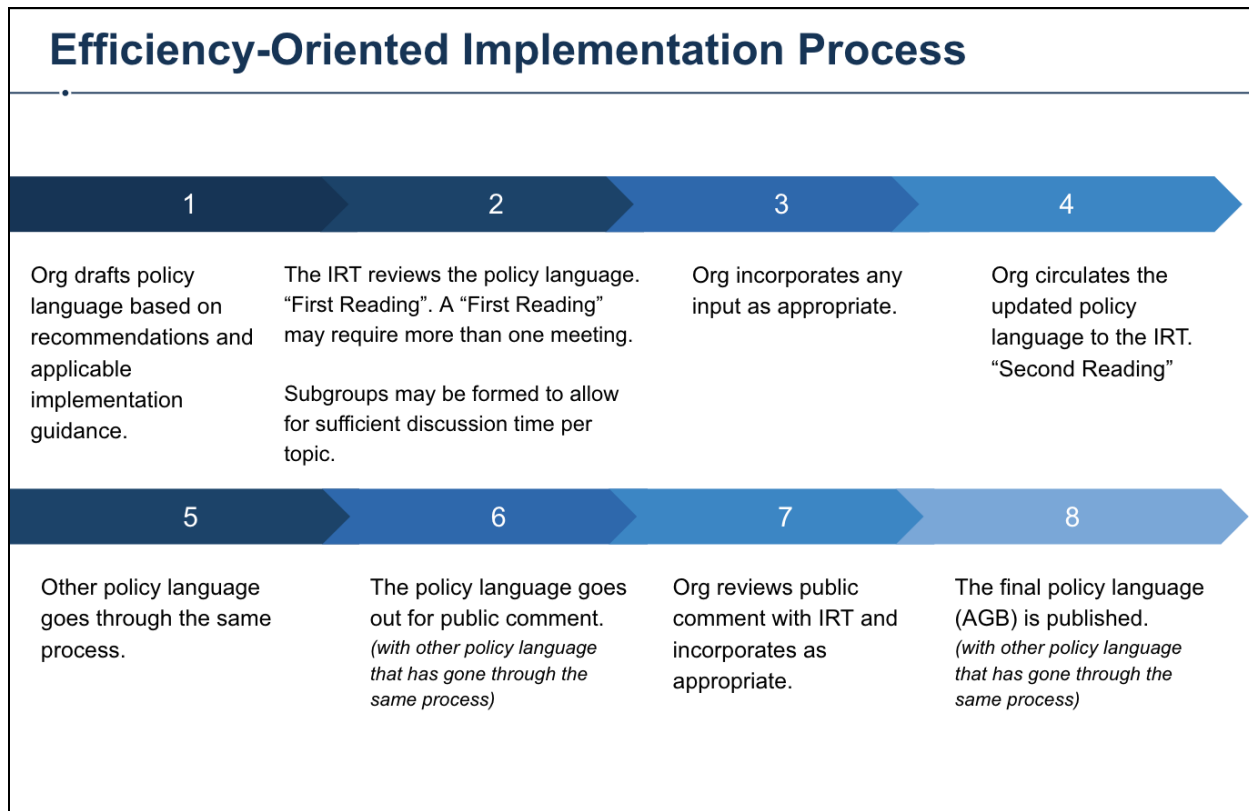 Efficiency-Oriented Implementation Process
1
2
3
4
Org drafts policy
language based on
recommendations and
applicable
implementation
guidance.
The IRT reviews the policy language.
“First Reading”. A “First Reading”
may require more than one meeting.
Subgroups may be formed to allow
for sufficient discussion time per
topic.
Org incorporates any
input as appropriate.
Org circulates the
updated policy
language to the IRT.
“Second Reading”
5
6
7
8
Other policy language
goes through the same
process.
The policy language goes
out for public comment.
(with other policy language
that has gone through the
same process)
Org reviews public
comment with IRT and
incorporates as
appropriate.
The final policy language
(AGB) is published.
(with other policy language
that has gone through the
same process)